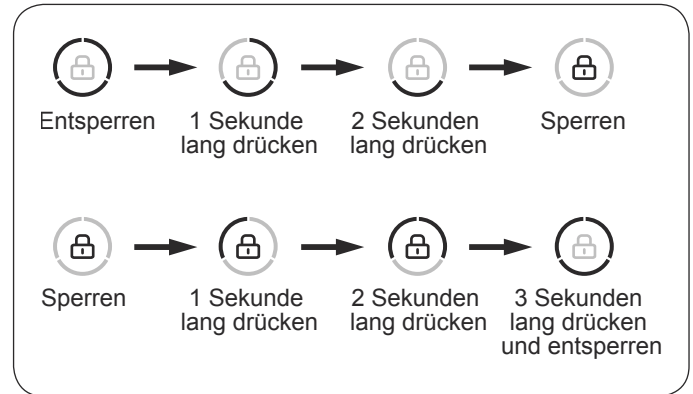 Entsperren
1 Sekunde
lang drücken
2 Sekunden
lang drücken
Sperren
Sperren
1 Sekunde
lang drücken
2 Sekunden
lang drücken
3 Sekunden
lang drücken
und entsperren